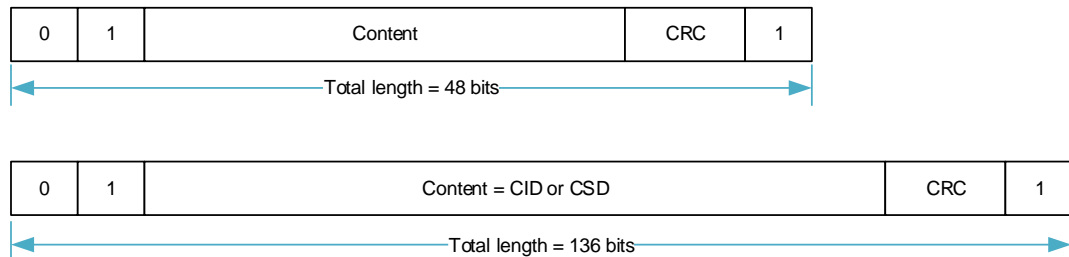 0 1 Content CRC 1
Total length = 48 bits
0 1 Content = CID or CSD CRC 1
Total length = 136 bits